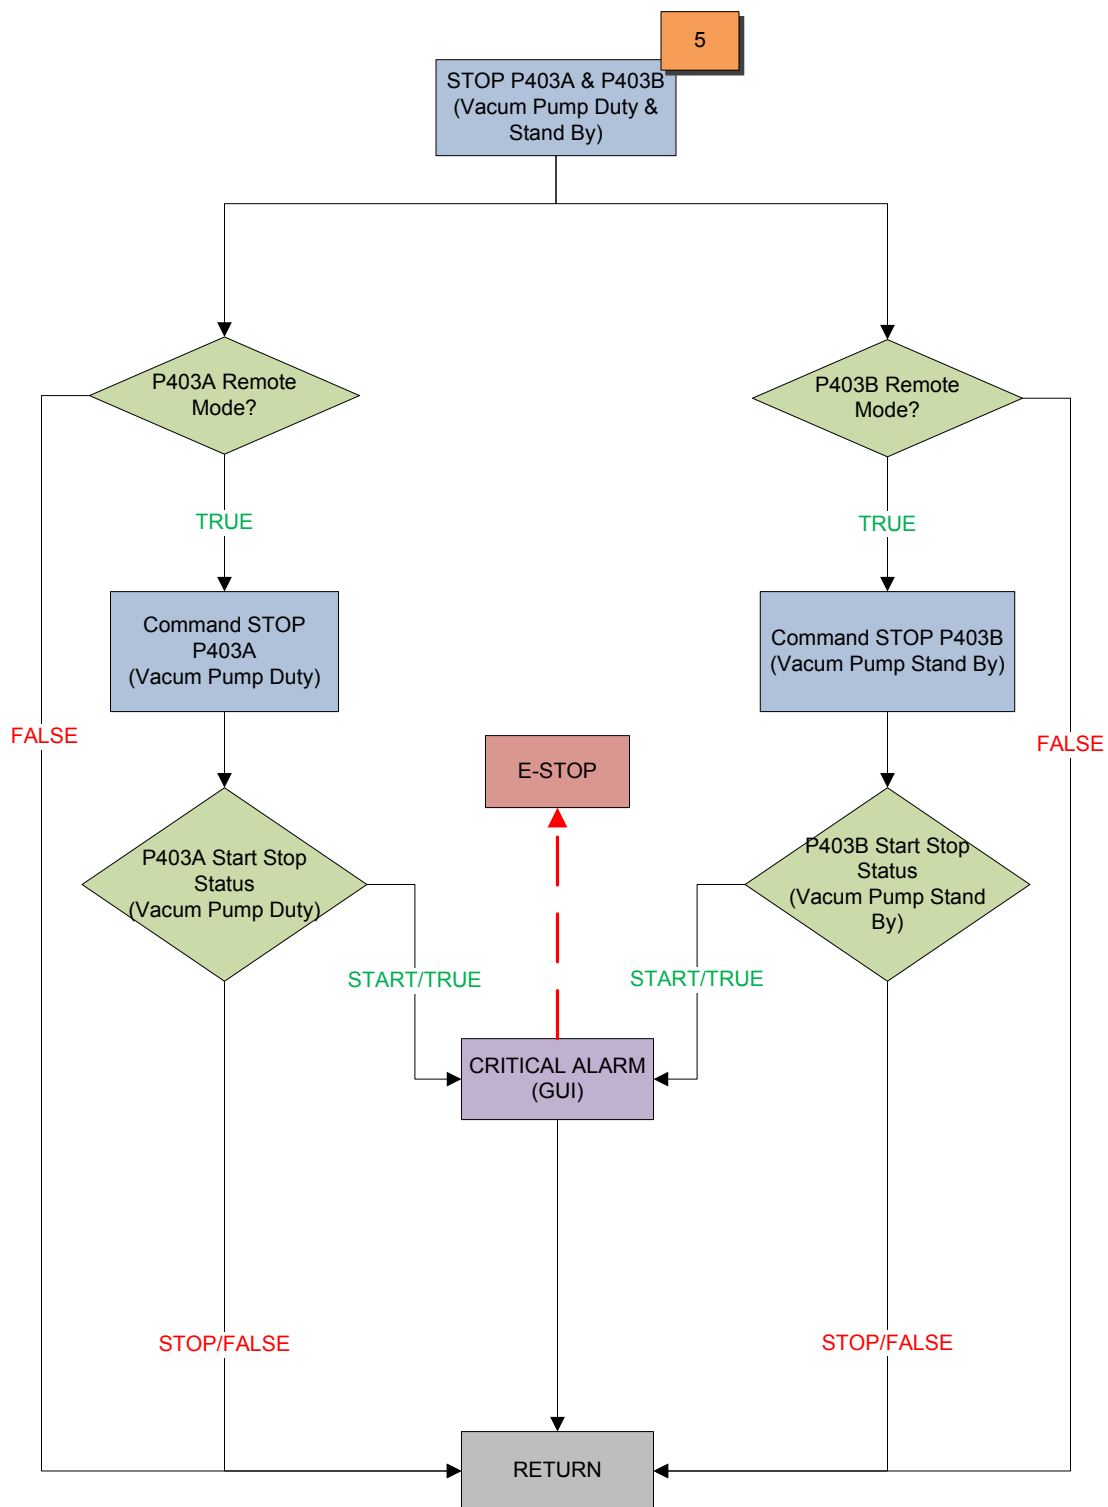 5
STOP P403A & P403B
(Vacum Pump Duty &
Stand By)
P403A Remote
Mode?
P403B Remote
Mode?
TRUE
TRUE
Command STOP
P403A
(Vacum Pump Duty)
Command STOP P403B
(Vacum Pump Stand By)
FALSE
FALSE
E-STOP
P403A Start Stop
Status
(Vacum Pump Duty)
P403B Start Stop
Status
(Vacum Pump Stand
By)
START/TRUE
START/TRUE
CRITICAL ALARM
(GUI)
STOP/FALSE
STOP/FALSE
RETURN